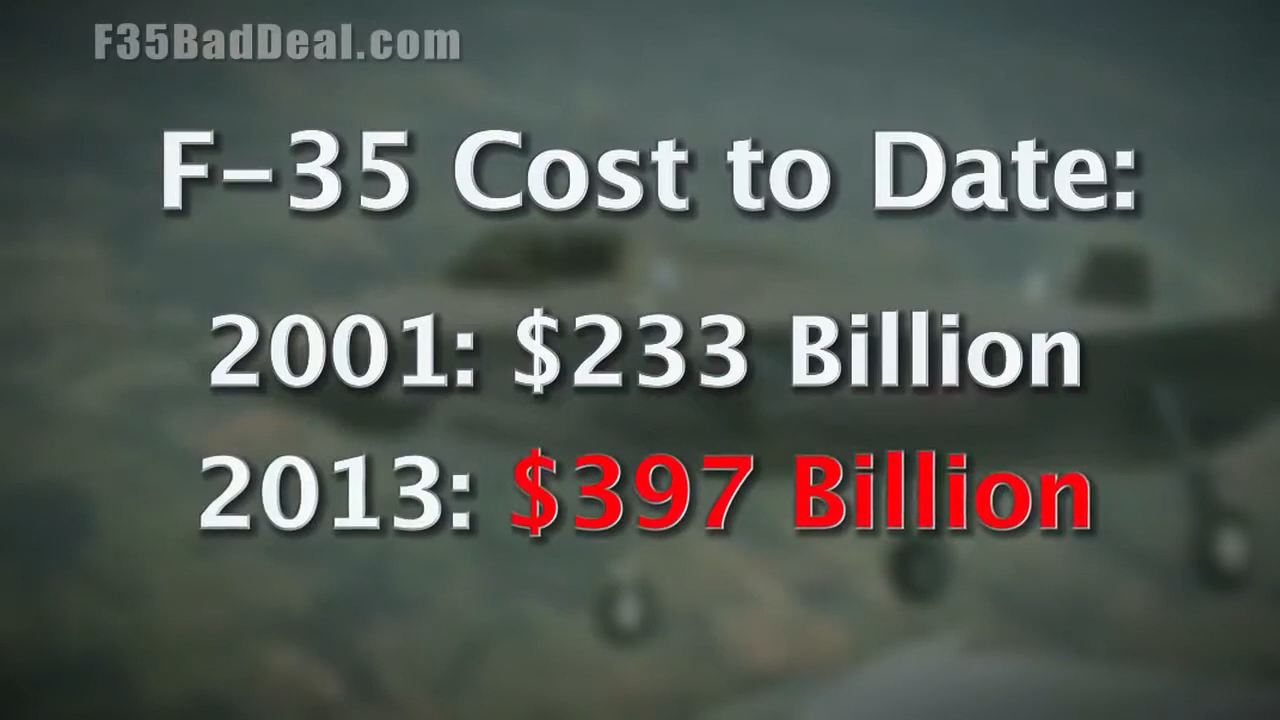 F35BadDeal.com
F-35 Cost to Date:
2001: $233 Billion
2013: $397 Billion